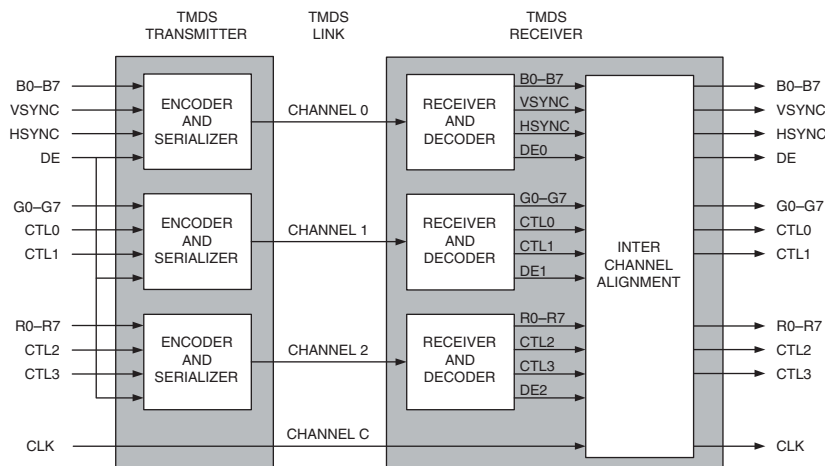 TMDS
TRANSMITTER
TMDS
LINK
TMDS
RECEIVER
B0–B7
VSYNC
HSYNC
DE
ENCODER
AND
SERIALIZER
CHANNEL 0
RECEIVER
AND
DECODER
B0–B7
VSYNC
HSYNC
DE0
B0–B7
VSYNC
HSYNC
DE
G0–G7
CTL0
CTL1
ENCODER
AND
SERIALIZER
CHANNEL 1
RECEIVER
AND
DECODER
G0–G7
CTL0
CTL1
DE1
INTER
CHANNEL
ALIGNMENT
G0–G7
CTL0
CTL1
R0–R7
CTL2
CTL3
ENCODER
AND
SERIALIZER
CHANNEL 2
RECEIVER
AND
DECODER
R0–R7
CTL2
CTL3
DE2
R0–R7
CTL2
CTL3
CLK
CHANNEL C
CLK